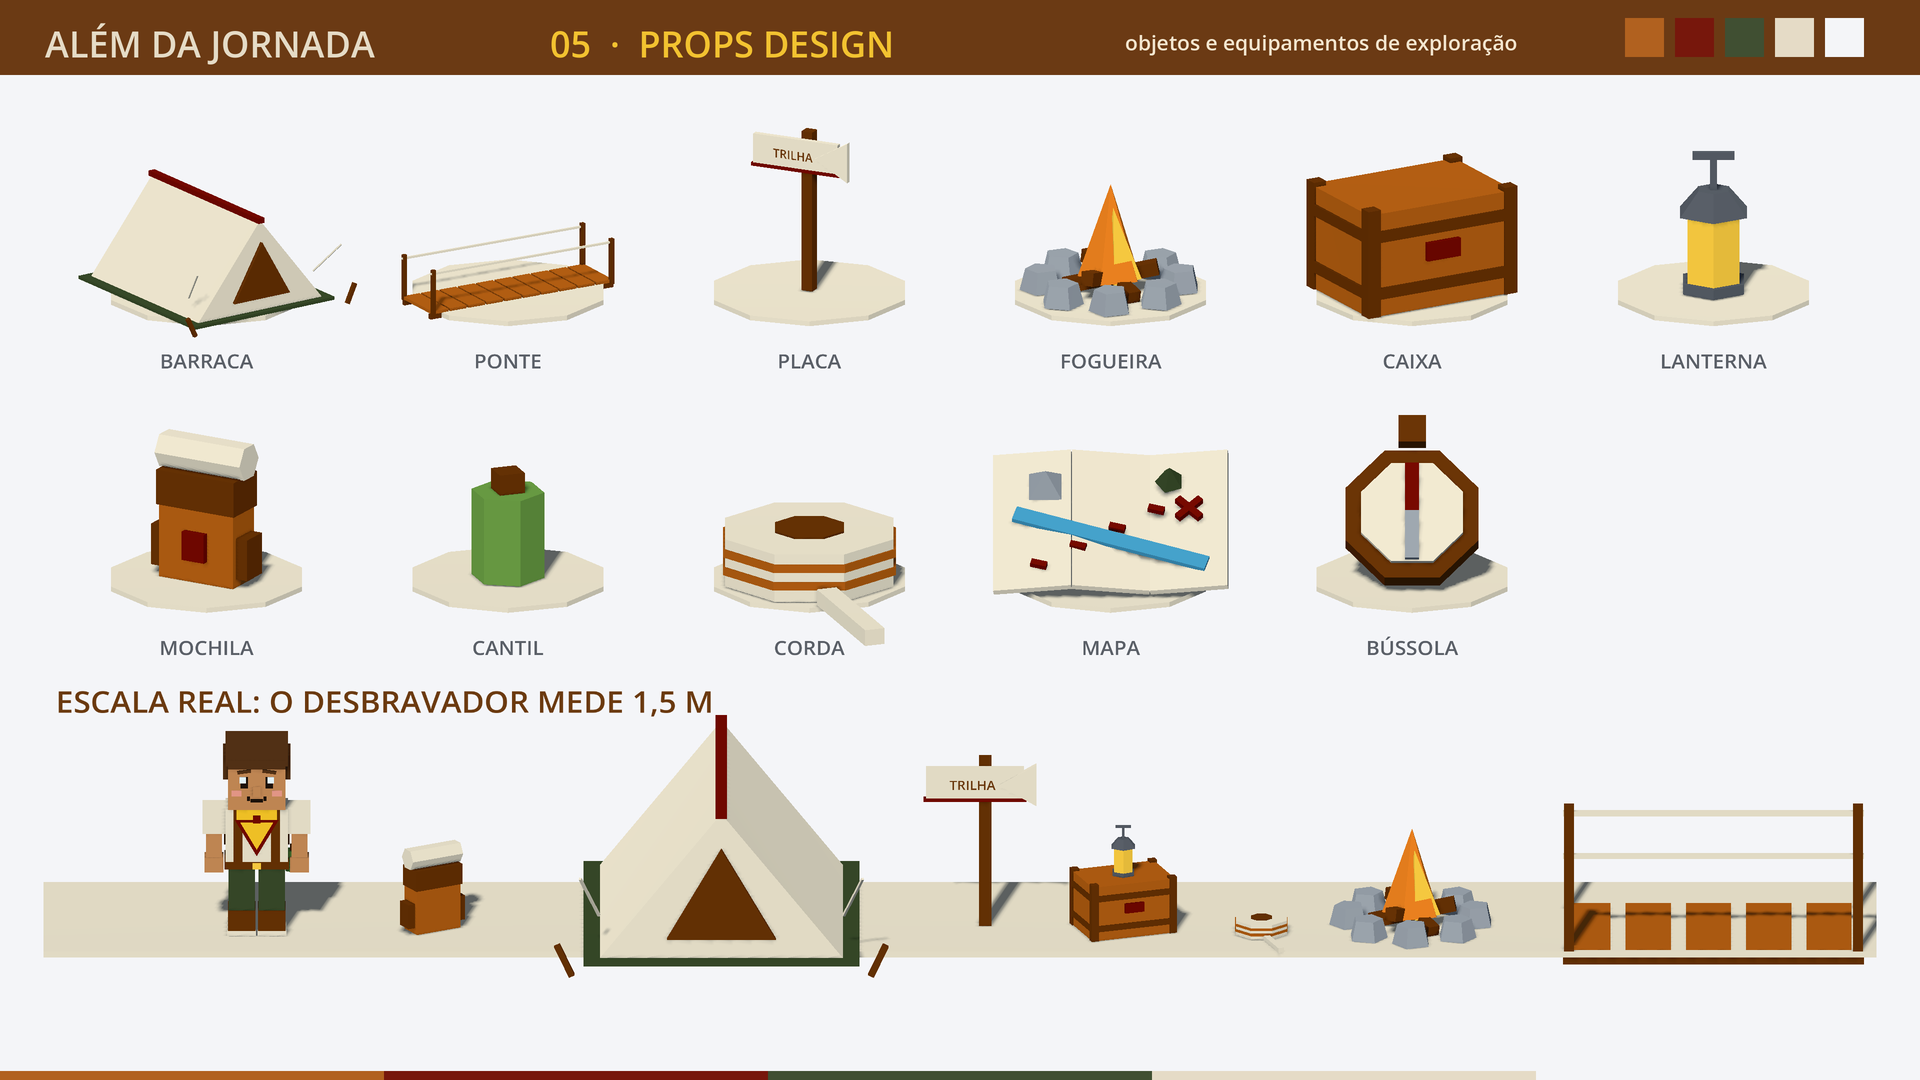 ALÉM DA JORNADA
05 · PROPS DESIGN
objetos e equipamentos de exploração
TRILHA
BARRACA
PONTE
PLACA
FOGUEIRA
CAIXA
LANTERNA
MOCHILA
CANTIL
CORDA
MAPA
BÚSSOLA
ESCALA REAL: O DESBRAVADOR MEDE 1,5 M
TRILHA